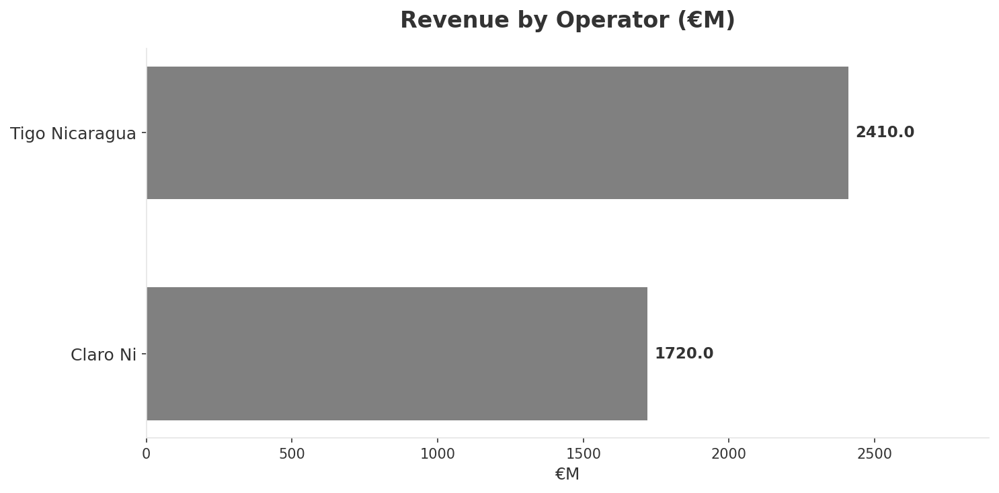 Revenue by Operator (€M)
Tigo Nicaragua
2410.0
Claro Ni
1720.0
0 500 1000 1500 2000 2500
€M